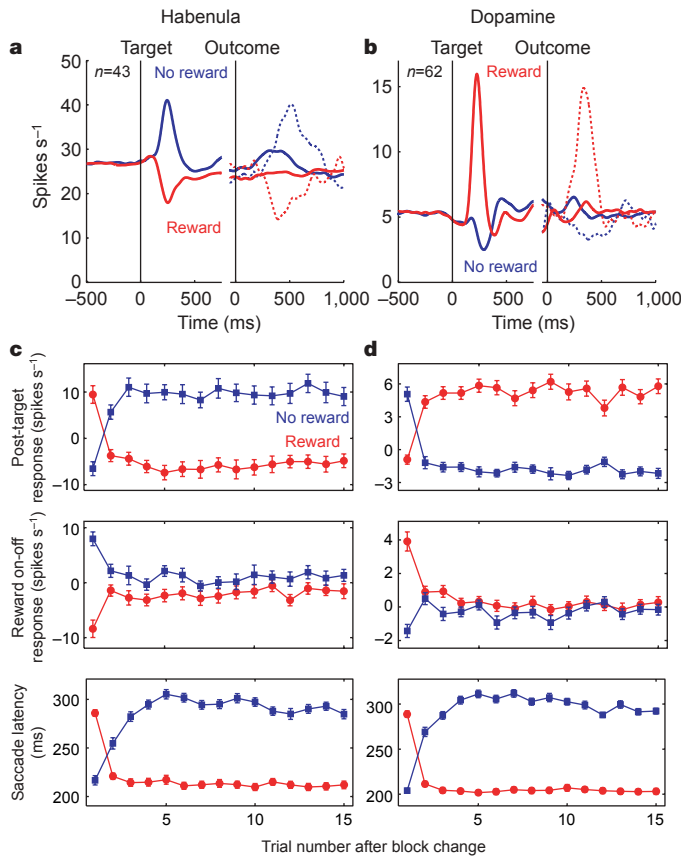 Habenula
Dopamine
Target
Outcome
Target
Outcome
a
n=43
No reward
b
n=62
Reward
50
40
30
20
10
0
Spikes s⁻¹
Reward
15
10
5
0
No reward
–500
0
500
0
500
1,000
Time (ms)
–500
0
500
0
500
1,000
Time (ms)
c
Post-target
response (spikes s⁻¹)
10
0
–10
No reward
Reward
d
6
3
0
–3
Reward on-off
response (spikes s⁻¹)
10
0
–10
4
2
0
–2
Saccade latency
(ms)
300
250
200
300
250
200
5
10
15
5
10
15
Trial number after block change